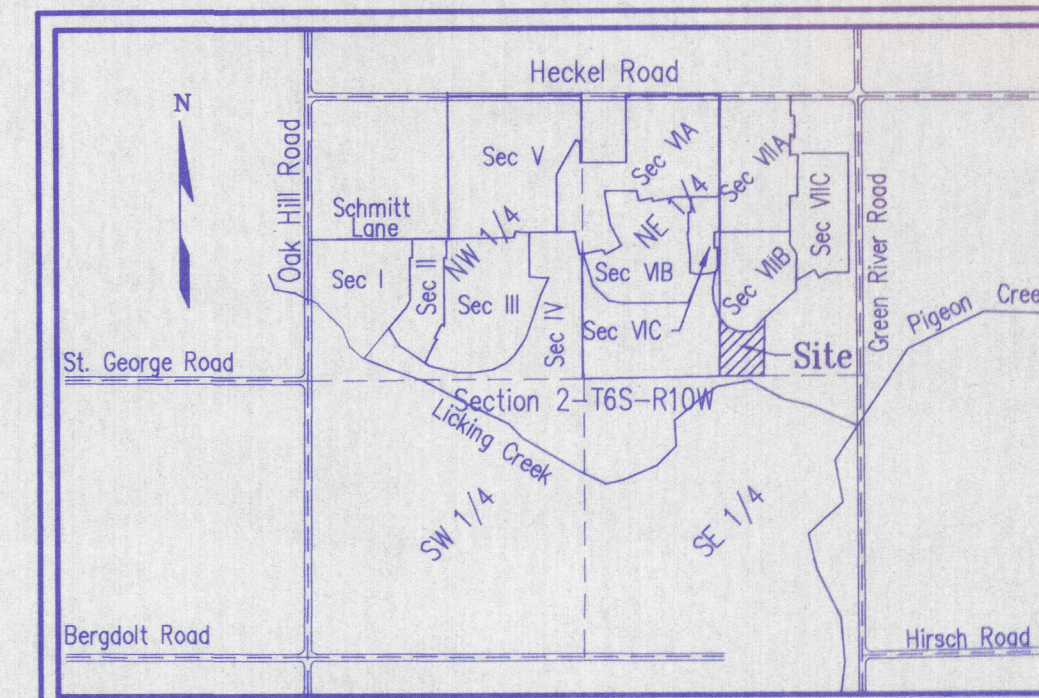 Heckel Road
N
Oak Hill Road
Sec V
Sec VIA
Sec VIIA
Sec VIIC
Green River Road
Schmitt
Lane
NW 1/4
NE 1/4
Sec I
Sec II
Sec III
Sec IV
Sec VIB
Sec VIC
Sec VIIB
Pigeon Cree
St. George Road
Site
Section 2-T6S-R10W
Licking Creek
SW 1/4
SE 1/4
Bergdolt Road
Hirsch Road